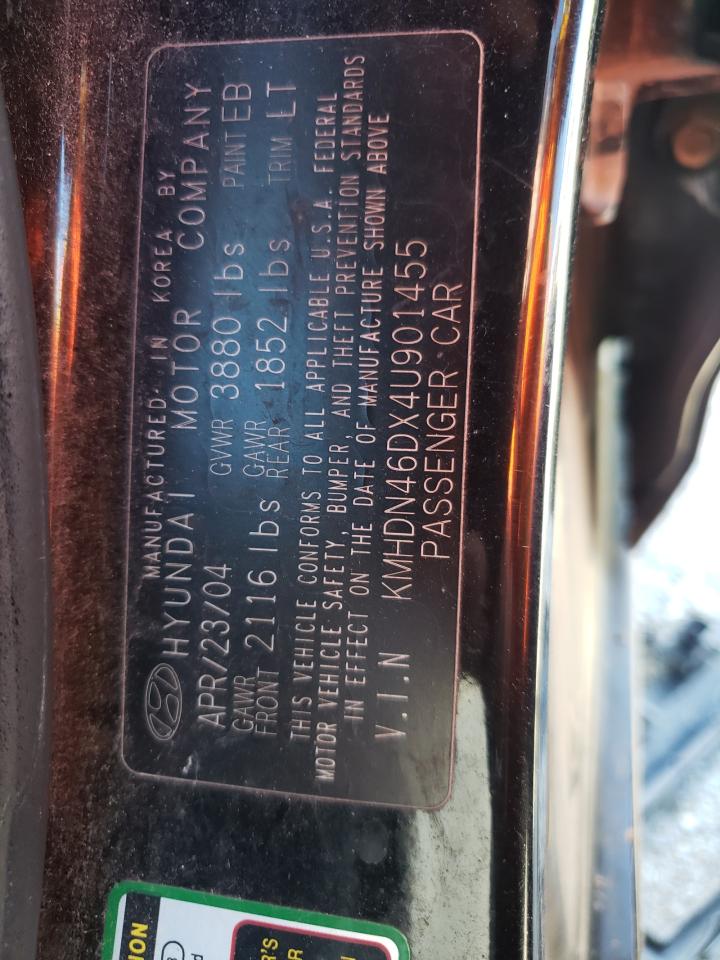 MANUFACTURED IN KOREA BY
HYUNDAI MOTOR COMPANY
APR/23/04 GVWR 3880 lbs PAINT EB
GAWR FRONT 2116 lbs GAWR REAR 1852 lbs TRIM LT
THIS VEHICLE CONFORMS TO ALL APPLICABLE U.S.A. FEDERAL
MOTOR VEHICLE SAFETY, BUMPER, AND THEFT PREVENTION STANDARDS
IN EFFECT ON THE DATE OF MANUFACTURE SHOWN ABOVE
V.I.N KMHDN46DX4U901455
PASSENGER CAR